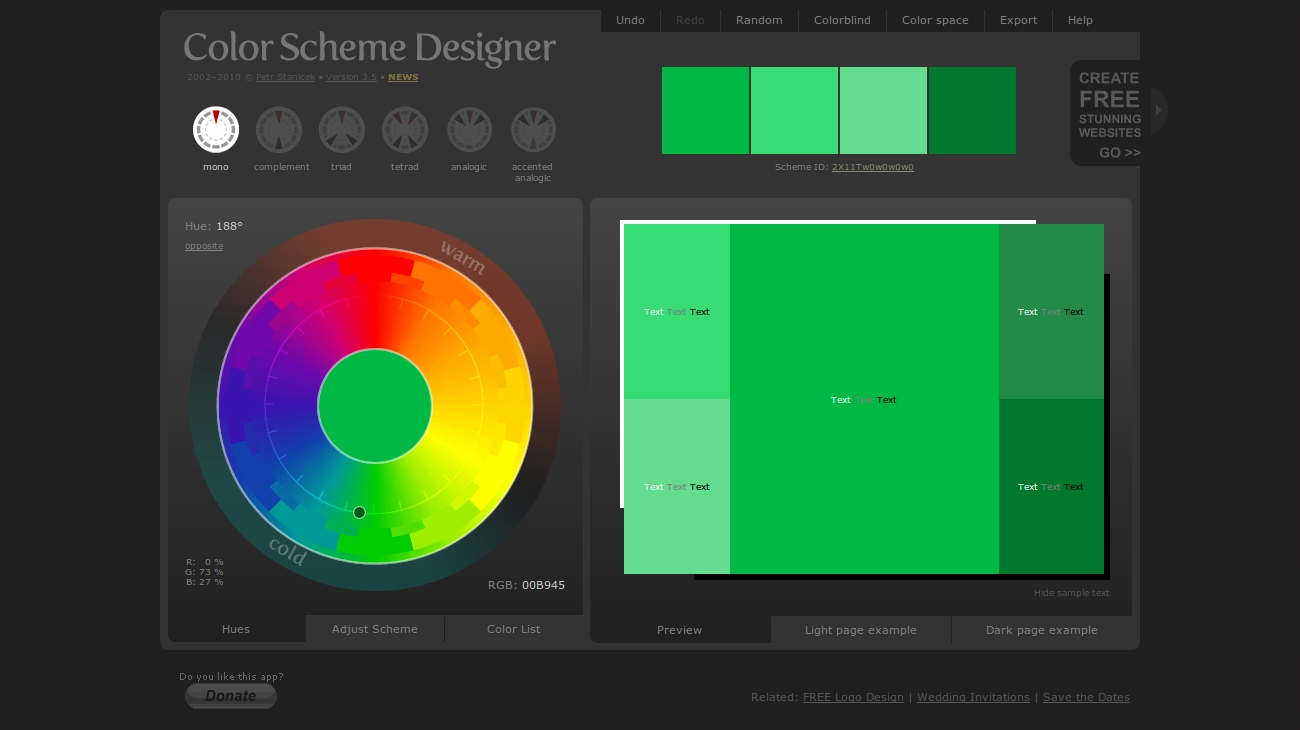 Undo Redo Random Colorblind Color space Export Help
Color Scheme Designer
2002–2010 © Petr Stanicek • Version 3.5 • NEWS
CREATE
FREE
STUNNING
WEBSITES
GO >>
mono complement triad tetrad analogic accented
analogic
Scheme ID: 2X11Tw0w0w0w0
Hue: 188°
opposite
warm
cold
R: 0 %
G: 73 %
B: 27 %
RGB: 00B945
Text Text Text Text Text Text
Text Text Text
Text Text Text Text Text Text
Hide sample text
Hues Adjust Scheme Color List
Preview Light page example Dark page example
Do you like this app?
Donate
Related: FREE Logo Design | Wedding Invitations | Save the Dates